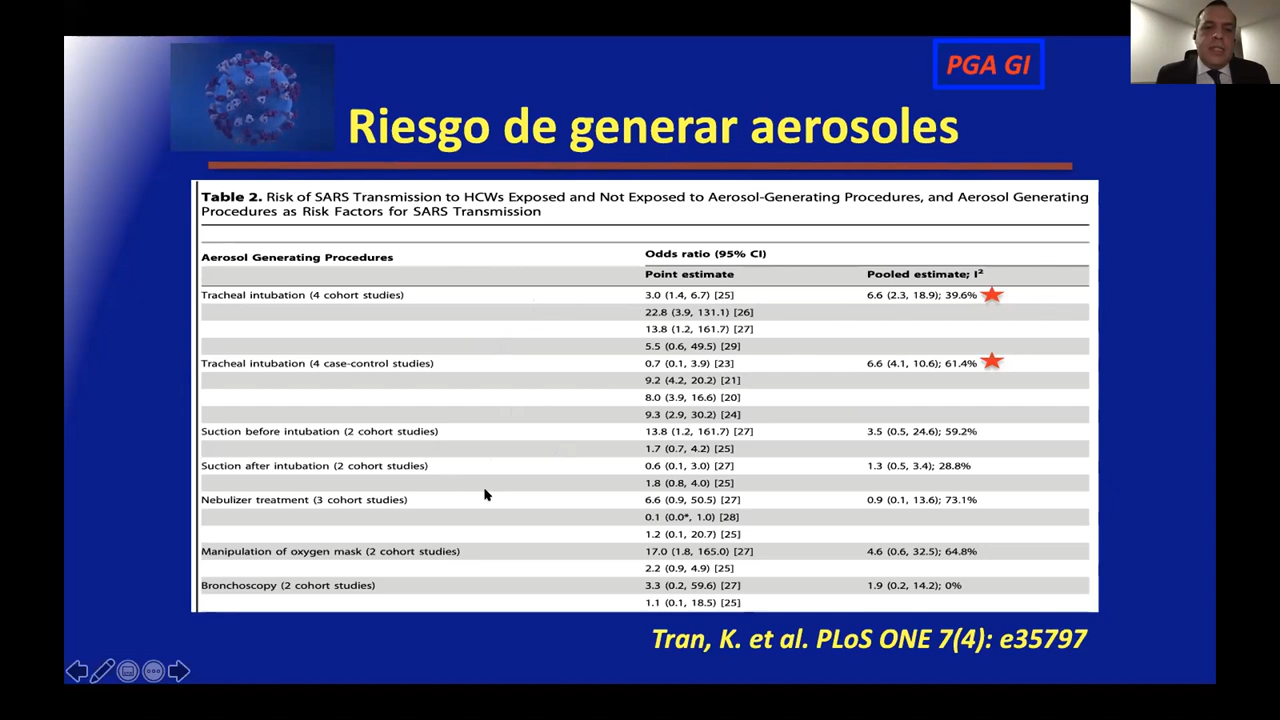 PGA GI
Riesgo de generar aerosoles
Table 2. Risk of SARS Transmission to HCWs Exposed and Not Exposed to Aerosol-Generating Procedures, and Aerosol Generating
Procedures as Risk Factors for SARS Transmission
Aerosol Generating Procedures Odds ratio (95% CI)
Point estimate Pooled estimate; I²
Tracheal intubation (4 cohort studies) 3.0 (1.4, 6.7) [25] 6.6 (2.3, 18.9); 39.6%
22.8 (3.9, 131.1) [26]
13.8 (1.2, 161.7) [27]
5.5 (0.6, 49.5) [29]
Tracheal intubation (4 case-control studies) 0.7 (0.1, 3.9) [23] 6.6 (4.1, 10.6); 61.4%
9.2 (4.2, 20.2) [21]
8.0 (3.9, 16.6) [20]
9.3 (2.9, 30.2) [24]
Suction before intubation (2 cohort studies) 13.8 (1.2, 161.7) [27] 3.5 (0.5, 24.6); 59.2%
1.7 (0.7, 4.2) [25]
Suction after intubation (2 cohort studies) 0.6 (0.1, 3.0) [27] 1.3 (0.5, 3.4); 28.8%
1.8 (0.8, 4.0) [25]
Nebulizer treatment (3 cohort studies) 6.6 (0.9, 50.5) [27] 0.9 (0.1, 13.6); 73.1%
0.1 (0.0*, 1.0) [28]
1.2 (0.1, 20.7) [25]
Manipulation of oxygen mask (2 cohort studies) 17.0 (1.8, 165.0) [27] 4.6 (0.6, 32.5); 64.8%
2.2 (0.9, 4.9) [25]
Bronchoscopy (2 cohort studies) 3.3 (0.2, 59.6) [27] 1.9 (0.2, 14.2); 0%
1.1 (0.1, 18.5) [25]
Tran, K. et al. PLoS ONE 7(4): e35797